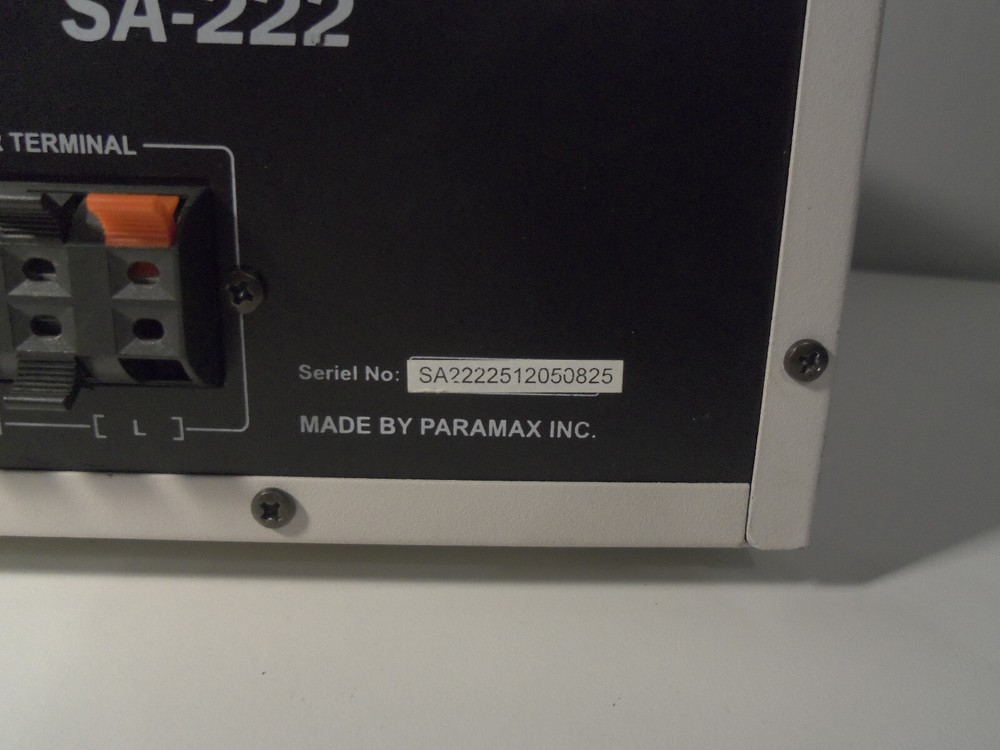 SA-222
R TERMINAL
Seriel No: SA2222512050825
MADE BY PARAMAX INC.
[ L ]